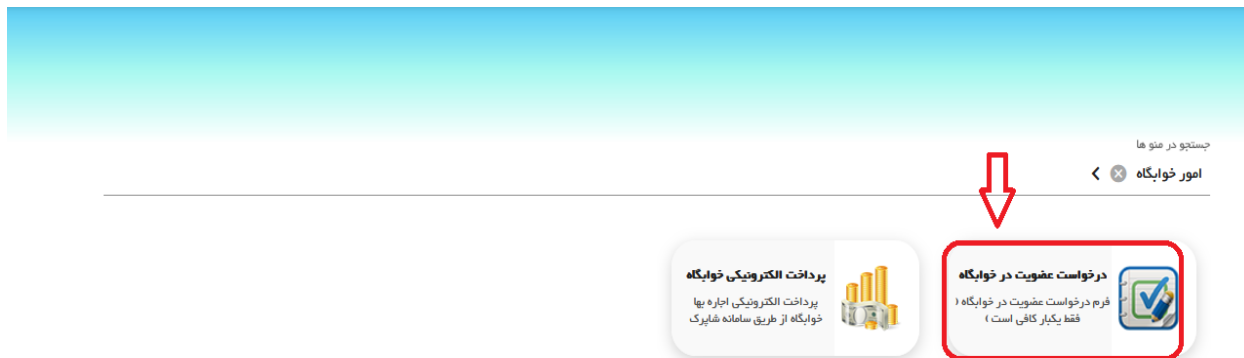 جستجو در منو ها
امور خوابگاه
درخواست عضویت در خوابگاه
فرم درخواست عضویت در خوابگاه (
فقط یکبار کافی است )
پرداخت الکترونیکی خوابگاه
پرداخت الکترونیکی اجاره بها
خوابگاه از طریق سامانه شاپرک